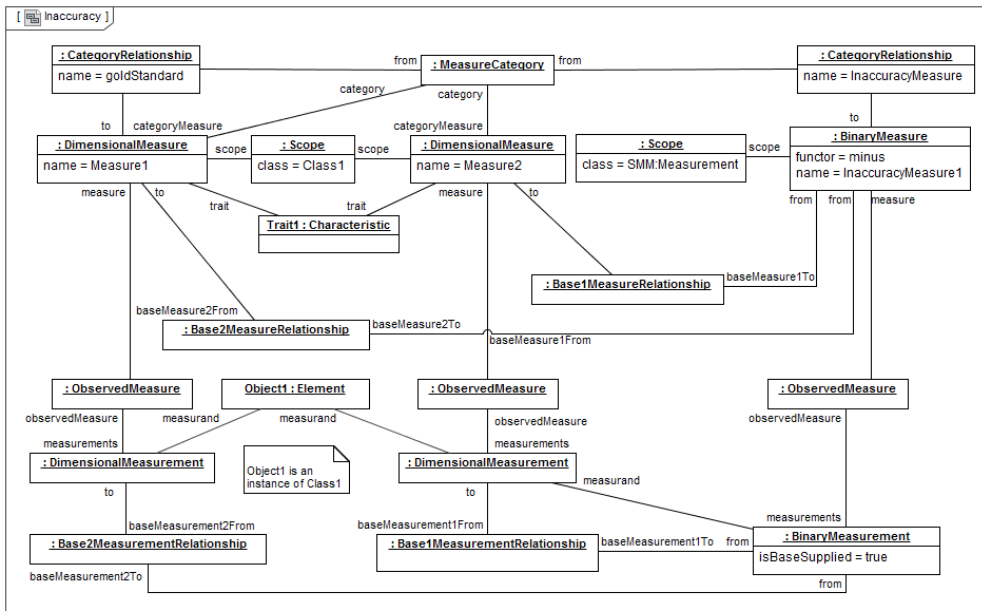 [ Inaccuracy ]
: CategoryRelationship
name = goldStandard
from
: MeasureCategory
from
: CategoryRelationship
name = InaccuracyMeasure
category
category
to
categoryMeasure
categoryMeasure
to
: DimensionalMeasure
name = Measure1
scope
: Scope
class = Class1
scope
: DimensionalMeasure
name = Measure2
: Scope
class = SMM:Measurement
scope
: BinaryMeasure
functor = minus
name = InaccuracyMeasure1
measure
to
trait
trait
measure
to
from
from
measure
Trait1 : Characteristic
: Base1MeasureRelationship
baseMeasure1To
baseMeasure2From
: Base2MeasureRelationship
baseMeasure2To
baseMeasure1From
: ObservedMeasure
Object1 : Element
: ObservedMeasure
: ObservedMeasure
observedMeasure
measurand
measurand
observedMeasure
observedMeasure
measurements
measurements
: DimensionalMeasurement
Object1 is an
instance of Class1
: DimensionalMeasurement
measurand
to
to
baseMeasurement2From
baseMeasurement1From
measurements
: Base2MeasurementRelationship
: Base1MeasurementRelationship
baseMeasurement1To
from
: BinaryMeasurement
isBaseSupplied = true
baseMeasurement2To
from